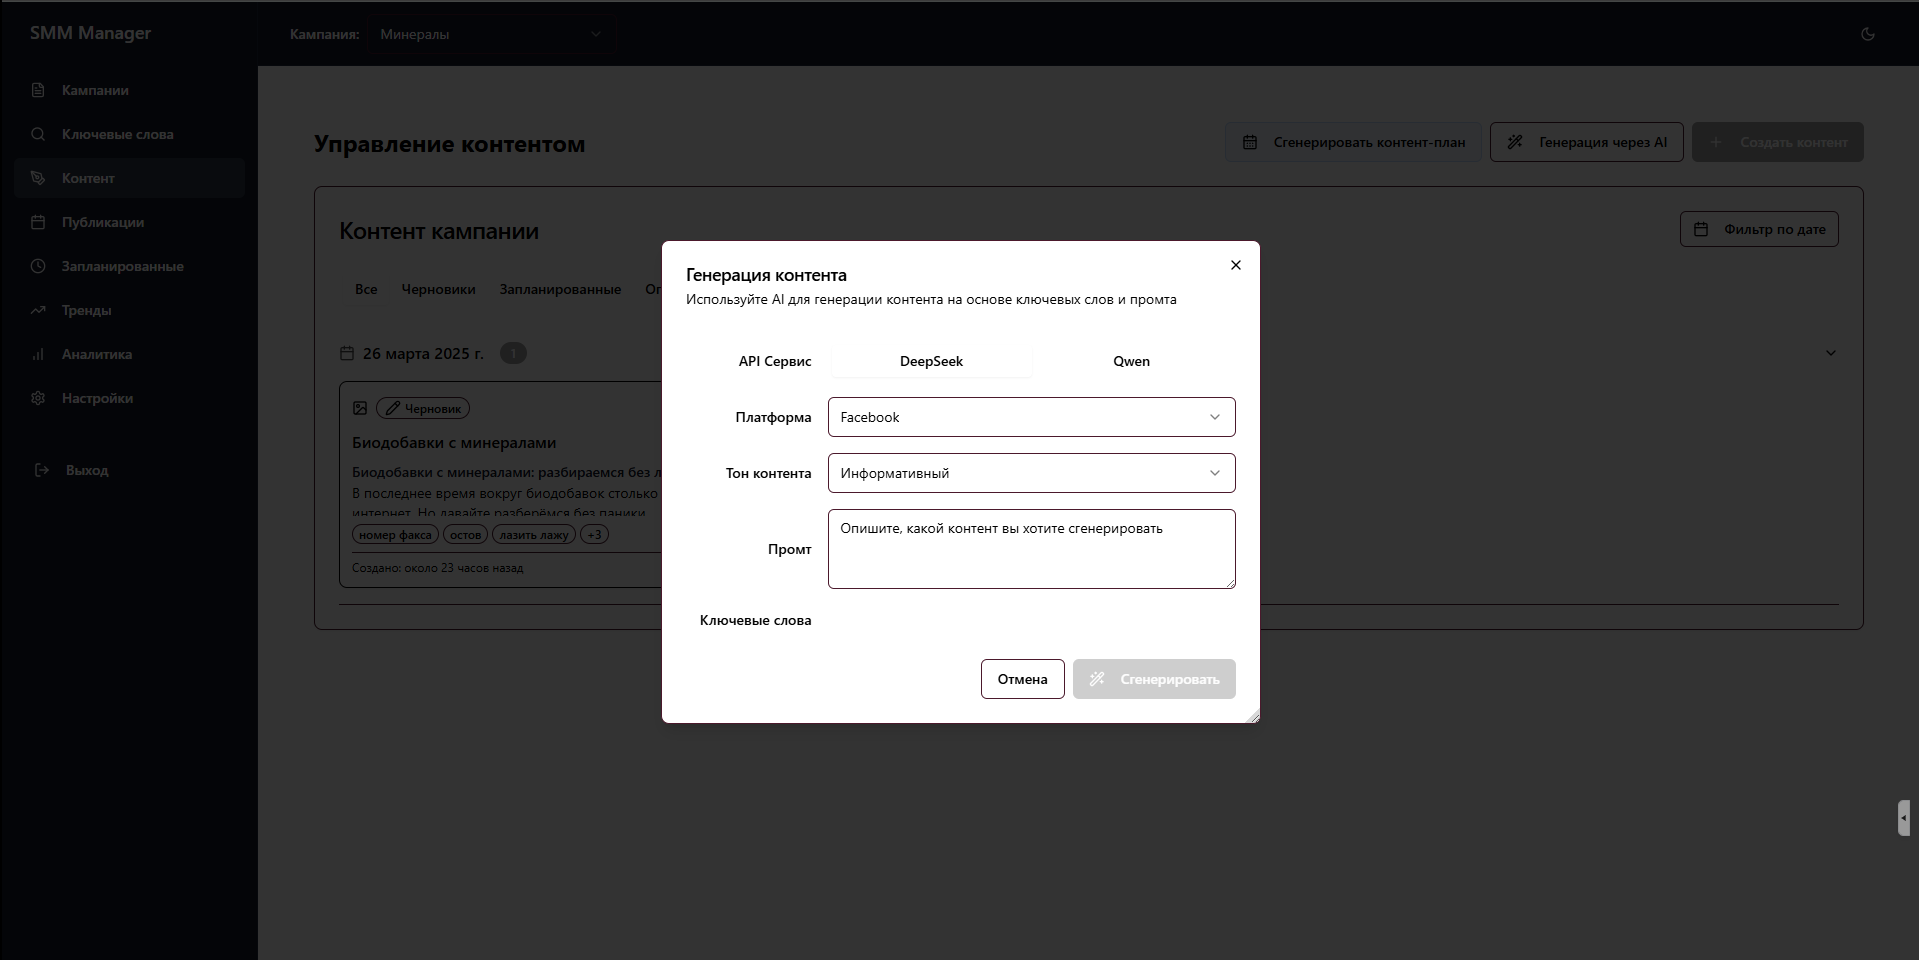 SMM Manager
Кампания: Минералы
Кампании
Ключевые слова
Контент
Публикации
Запланированные
Тренды
Аналитика
Настройки
Выход
Управление контентом
Сгенерировать контент-план
Генерация через AI
Создать контент
Контент кампании
Фильтр по дате
Все Черновики Запланированные
26 марта 2025 г. 1
Черновик
Биодобавки с минералами
Биодобавки с минералами: разбираемся без
В последнее время вокруг биодобавок столько
интернет. Но давайте разберёмся без паники
номер факса остов лазить лажу +3
Создано: около 23 часов назад
Генерация контента
Используйте AI для генерации контента на основе ключевых слов и промта
API Сервис DeepSeek Qwen
Платформа Facebook
Тон контента Информативный
Промт Опишите, какой контент вы хотите сгенерировать
Ключевые слова
Отмена Сгенерировать